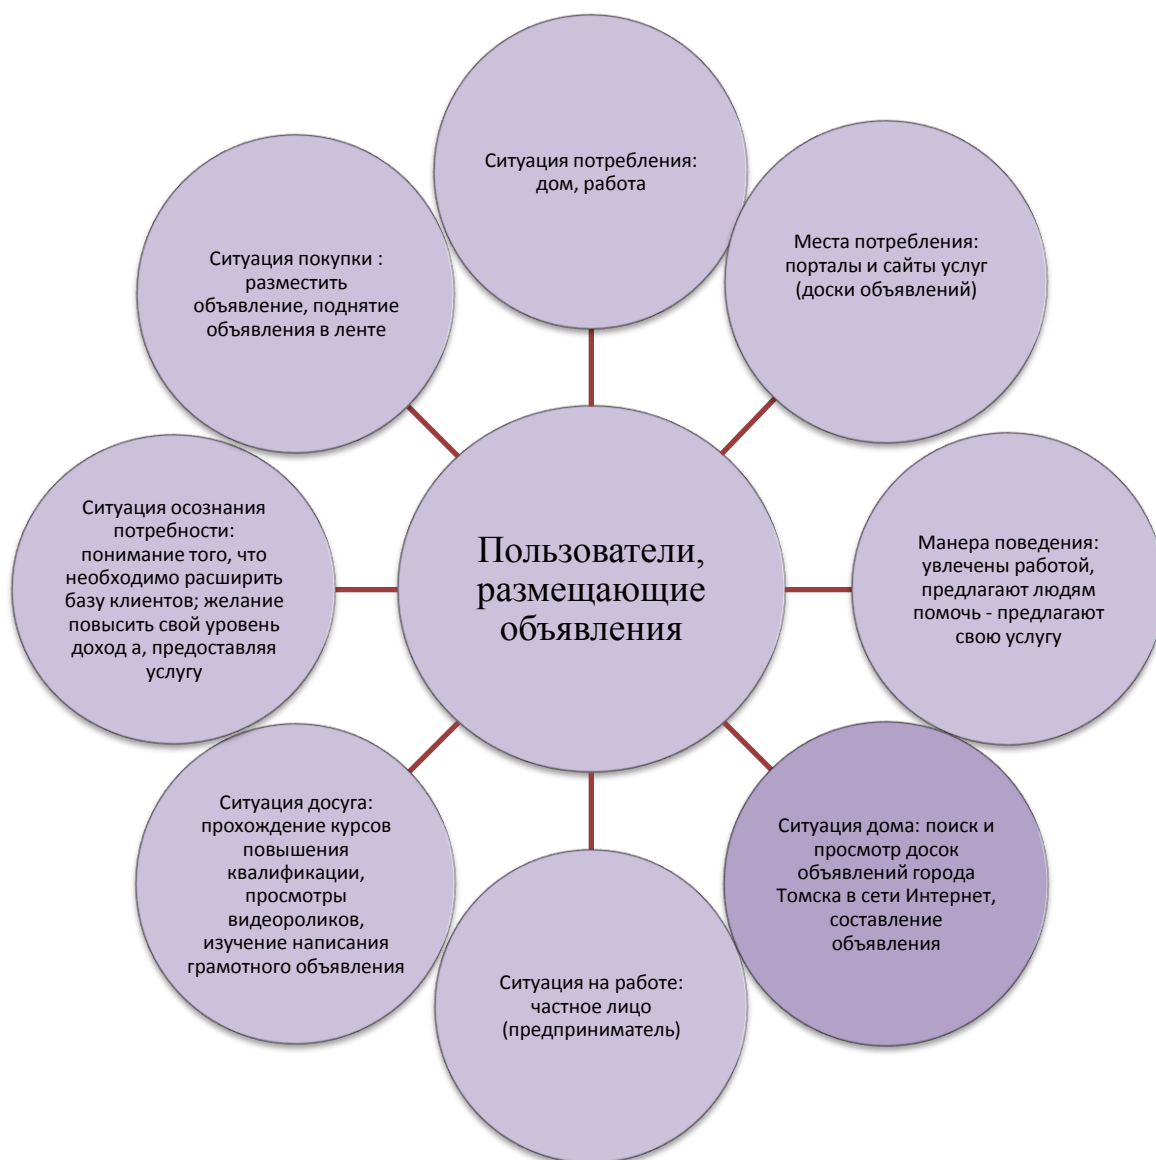 Ситуация потребления:
дом, работа
Места потребления:
порталы и сайты услуг
(доски объявлений)
Манера поведения:
увлечены работой,
предлагают людям
помочь - предлагают
свою услугу
Ситуация дома: поиск и
просмотр досок
объявлений города
Томска в сети Интернет,
составление
объявления
Ситуация на работе:
частное лицо
(предприниматель)
Ситуация досуга:
прохождение курсов
повышения
квалификации,
просмотры
видеороликов,
изучение написания
грамотного объявления
Ситуация осознания
потребности:
понимание того, что
необходимо расширить
базу клиентов; желание
повысить свой уровень
доход а, предоставляя
услугу
Ситуация покупки :
разместить
объявление, поднятие
объявления в ленте
Пользователи,
размещающие
объявления